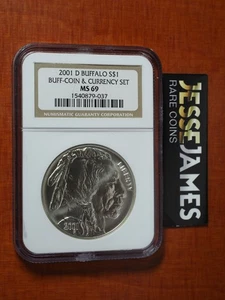 2001 D BUFFALO S$1
BUFF-COIN & CURRENCY SET
MS 69
1540879-037
NUMISMATIC GUARANTY CORPORATION
LIBERTY
2001
JESSE JAMES
RARE COINS